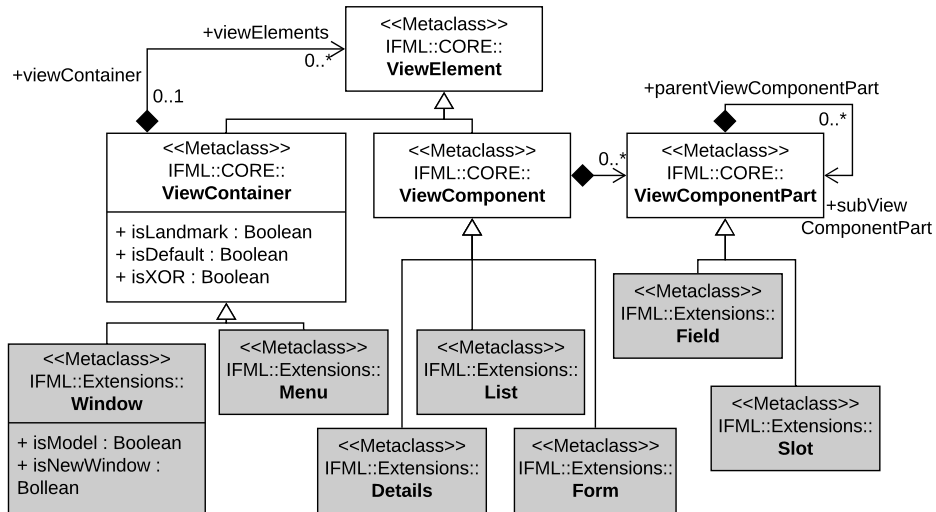 <<Metaclass>>
IFML::CORE::
ViewElement
+viewElements
0..*
+viewContainer
0..1
<<Metaclass>>
IFML::CORE::
ViewContainer
+ isLandmark : Boolean
+ isDefault : Boolean
+ isXOR : Boolean
<<Metaclass>>
IFML::CORE::
ViewComponent
0..*
<<Metaclass>>
IFML::CORE::
ViewComponentPart
+parentViewComponentPart
0..*
+subView
ComponentPart
<<Metaclass>>
IFML::Extensions::
Window
+ isModel : Boolean
+ isNewWindow :
Bollean
<<Metaclass>>
IFML::Extensions::
Menu
<<Metaclass>>
IFML::Extensions::
List
<<Metaclass>>
IFML::Extensions::
Details
<<Metaclass>>
IFML::Extensions::
Form
<<Metaclass>>
IFML::Extensions::
Field
<<Metaclass>>
IFML::Extensions::
Slot